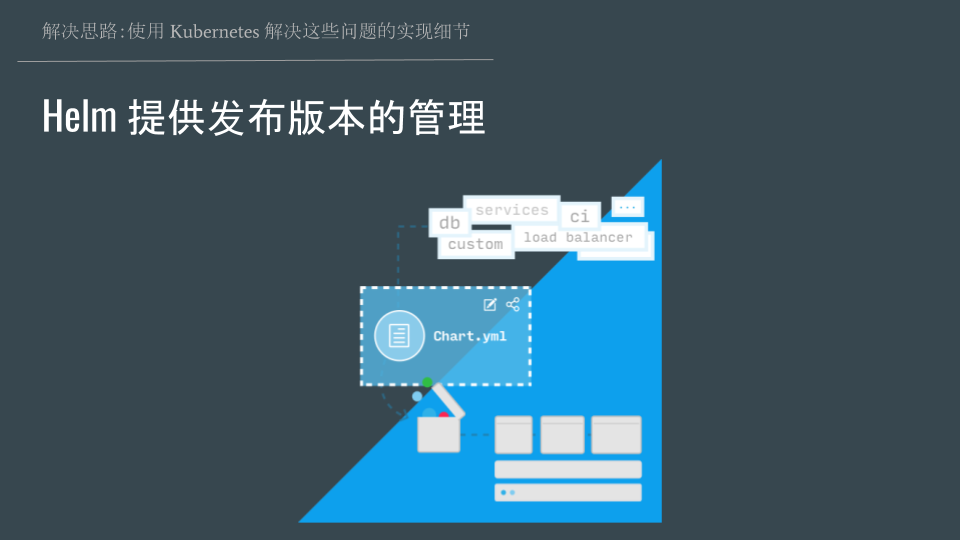 解决思路:使用 Kubernetes 解决这些问题的实现细节
Helm 提供发布版本的管理
services
ci
...
db
load balancer
custom
Chart.yml